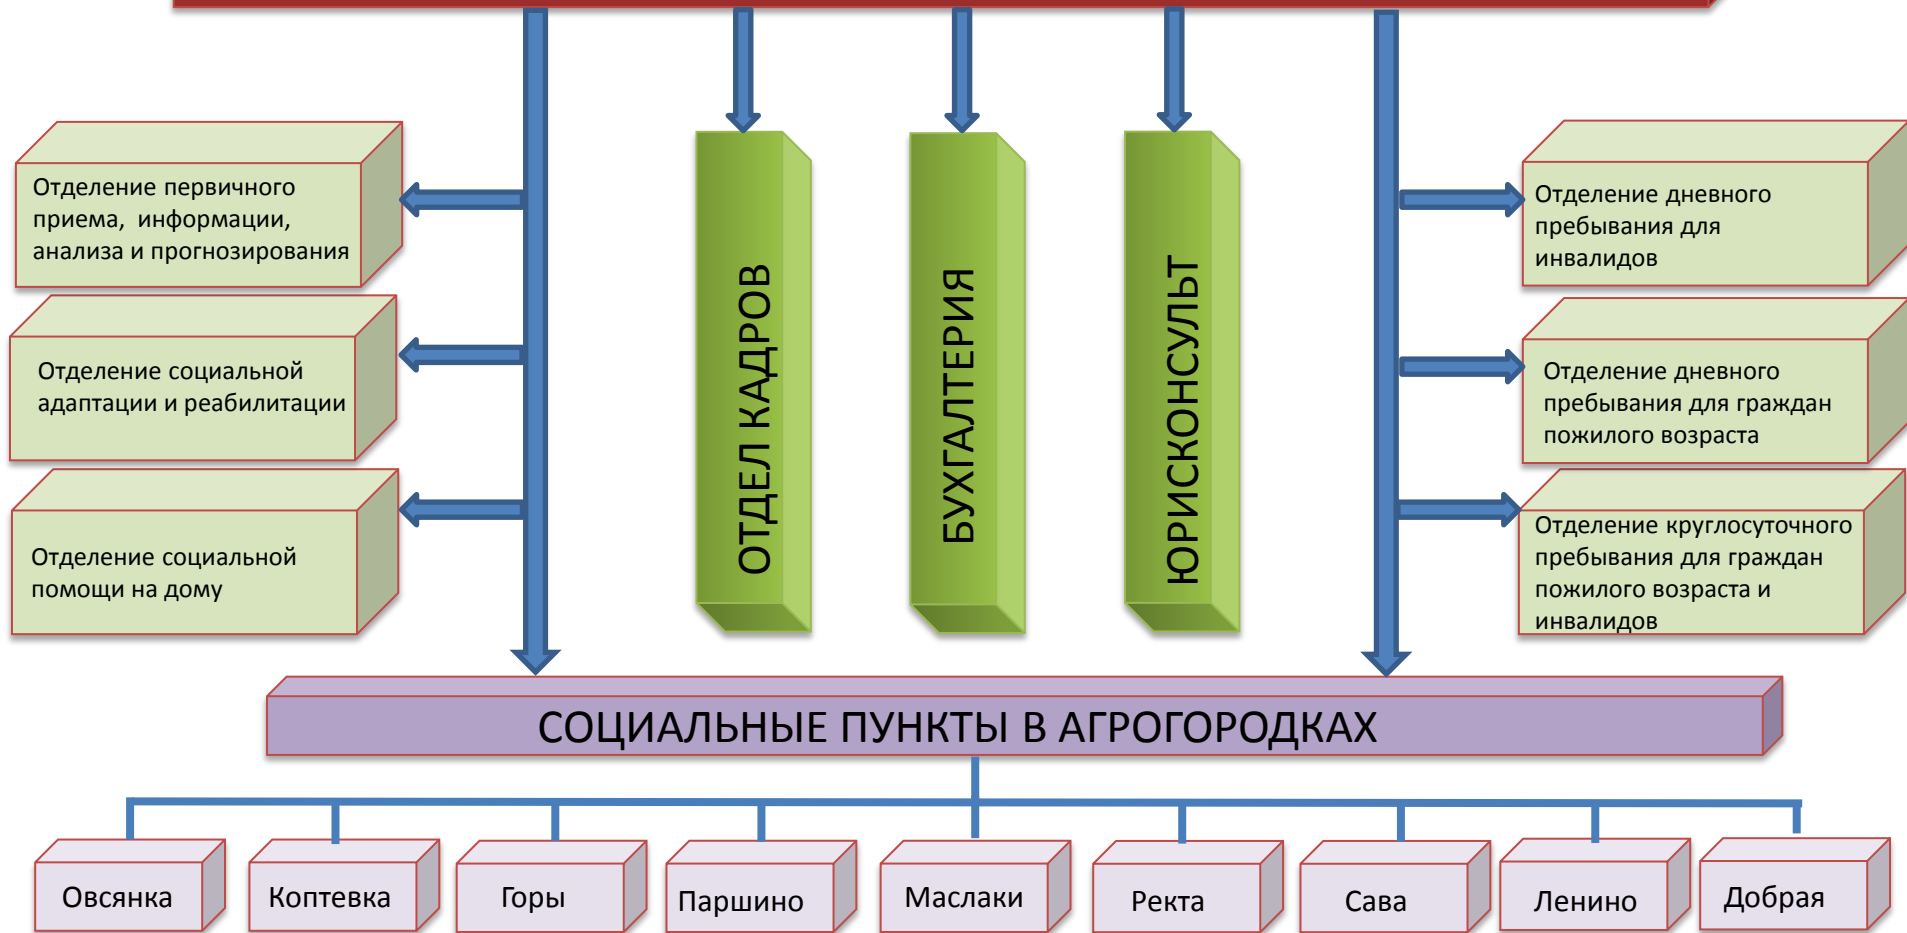 Отделение первичного
приема, информации,
анализа и прогнозирования
Отделение социальной
адаптации и реабилитации
Отделение социальной
помощи на дому
ОТДЕЛ КАДРОВ
БУХГАЛТЕРИЯ
ЮРИСКОНСУЛЬТ
Отделение дневного
пребывания для
инвалидов
Отделение дневного
пребывания для граждан
пожилого возраста
Отделение круглосуточного
пребывания для граждан
пожилого возраста и
инвалидов
СОЦИАЛЬНЫЕ ПУНКТЫ В АГРОГОРОДКАХ
Овсянка
Коптевка
Горы
Паршино
Маслаки
Ректа
Сава
Ленино
Добрая